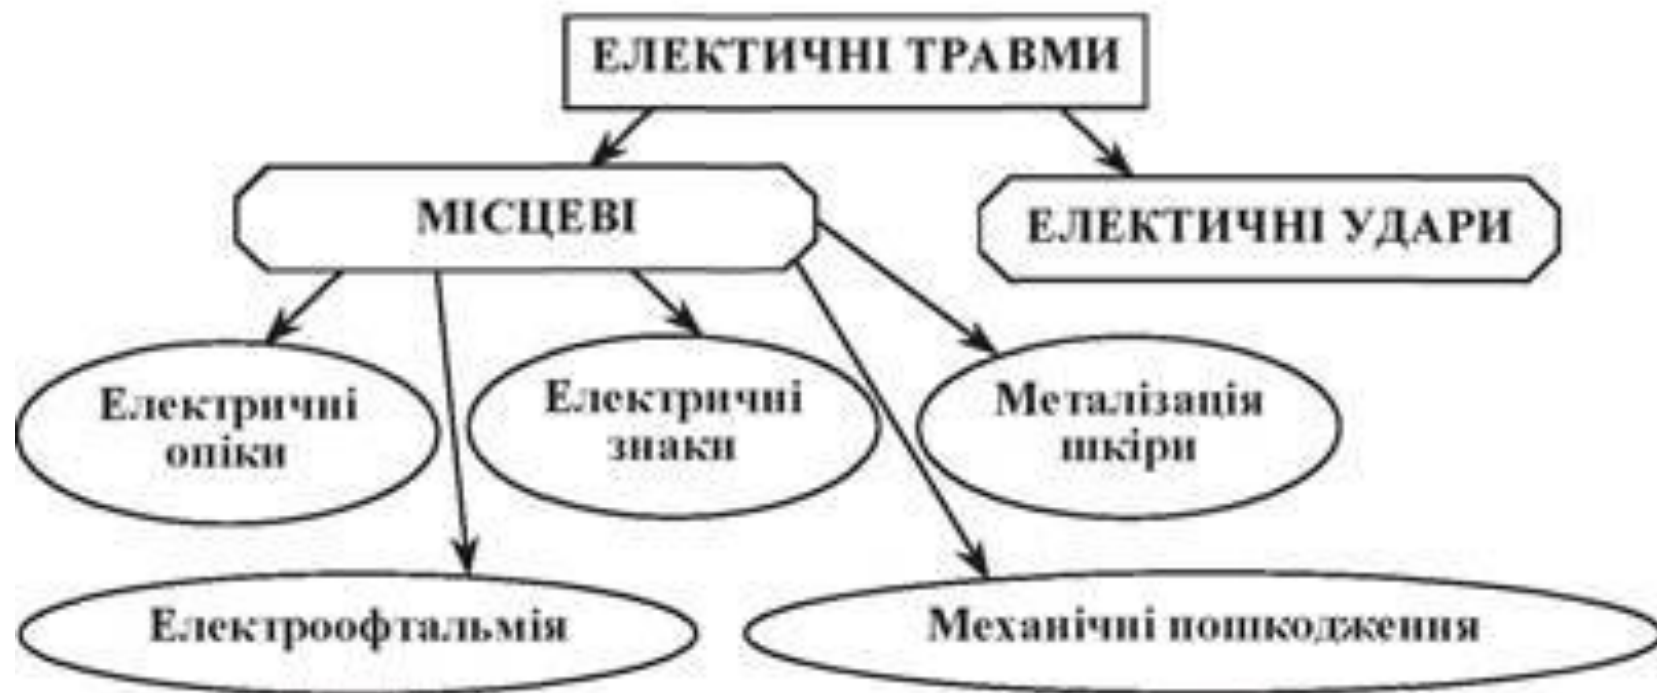 ЕЛЕКТИЧНІ ТРАВМИ
МІСЦЕВІ
ЕЛЕКТИЧНІ УДАРИ
Електричні
опіки
Електричні
знаки
Металізація
шкіри
Електроофтальмія
Механічні пошкодження